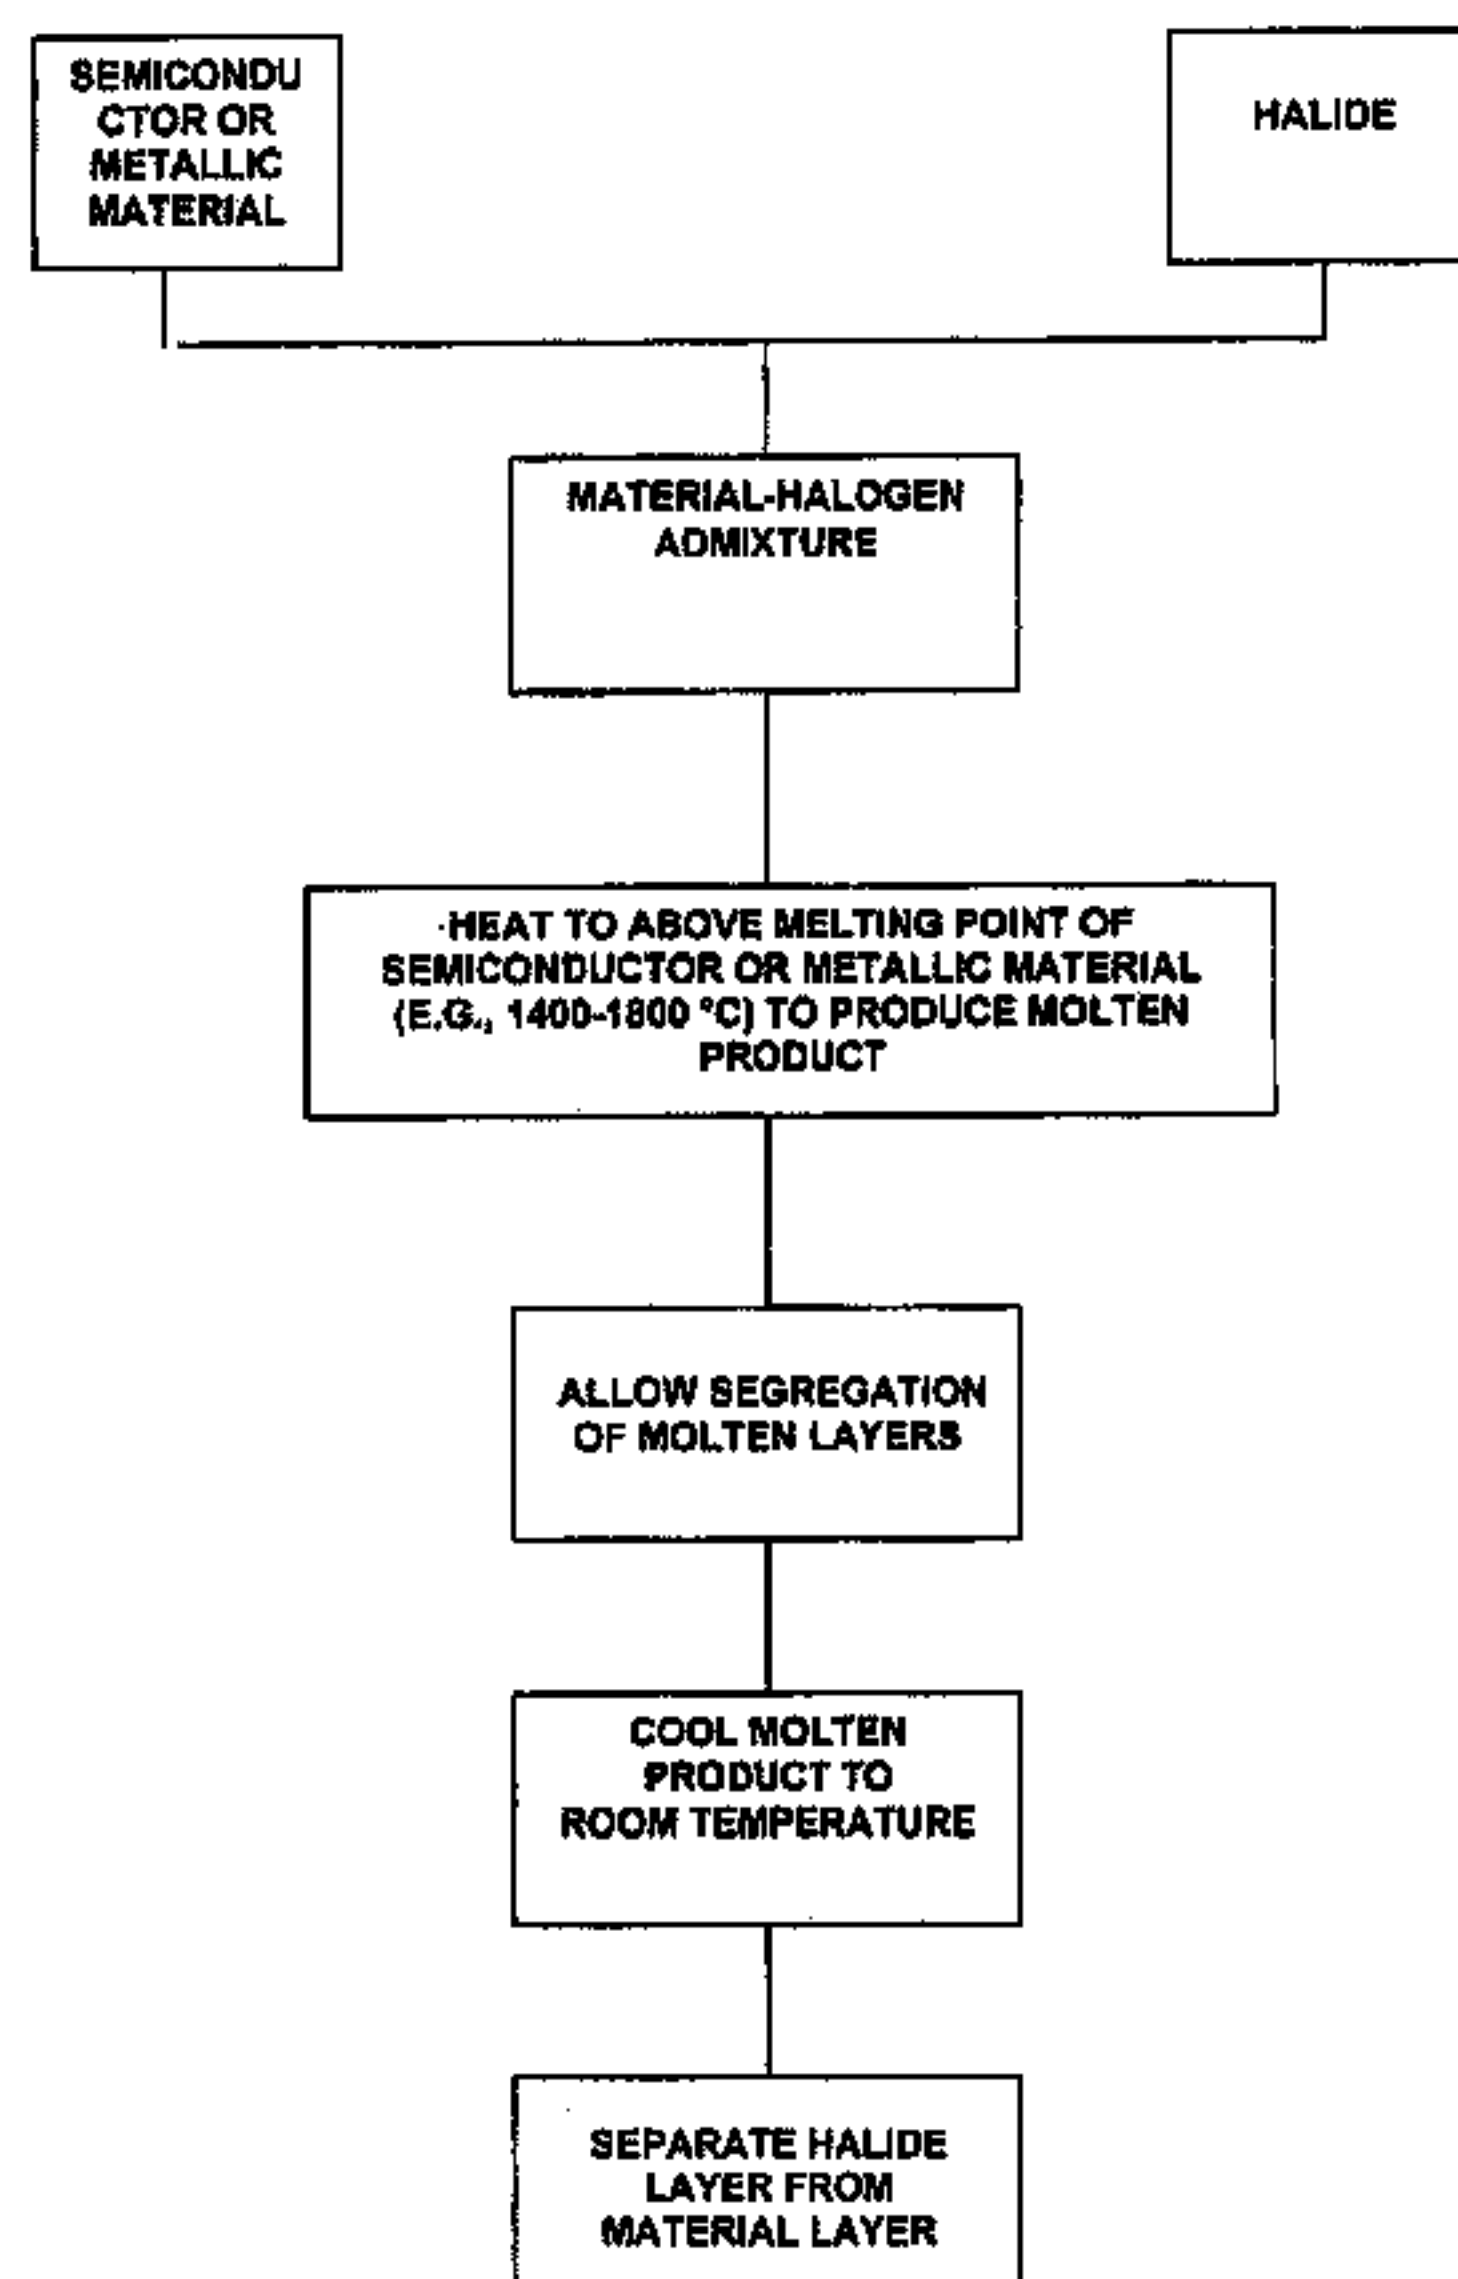 SEMICONDU
CTOR OR
METALLIC
MATERIAL
HALIDE
MATERIAL-HALOGEN
ADMIXTURE
HEAT TO ABOVE MELTING POINT OF
SEMICONDUCTOR OR METALLIC MATERIAL
(E.G., 1400-1800 °C) TO PRODUCE MOLTEN
PRODUCT
ALLOW SEGREGATION
OF MOLTEN LAYERS
COOL MOLTEN
PRODUCT TO
ROOM TEMPERATURE
SEPARATE HALIDE
LAYER FROM
MATERIAL LAYER